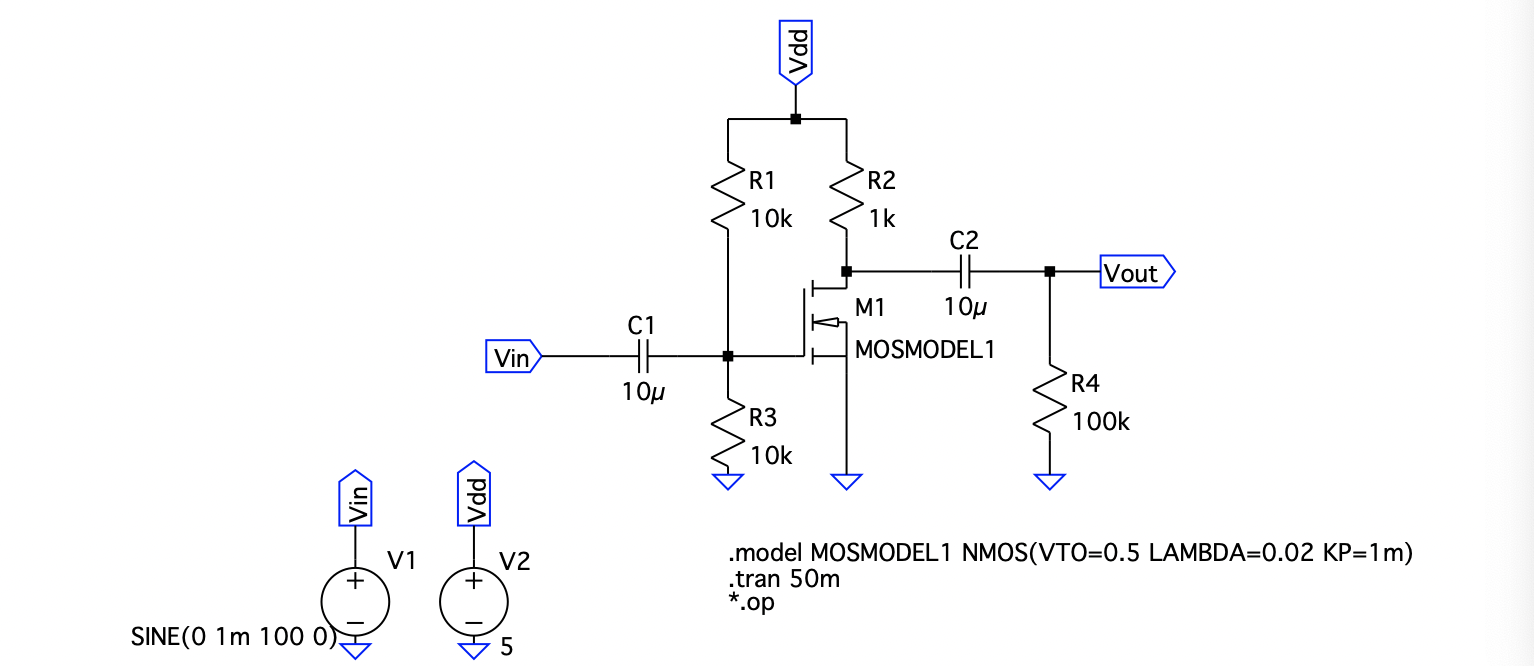 Vdd
R1
10k
R2
1k
C2
10µ
Vout
M1
MOSMODEL1
C1
10µ
Vin
R3
10k
R4
100k
Vin
Vdd
V1
V2
+
−
+
−
SINE(0 1m 100 0)
5
.model MOSMODEL1 NMOS(VTO=0.5 LAMBDA=0.02 KP=1m)
.tran 50m
*.op